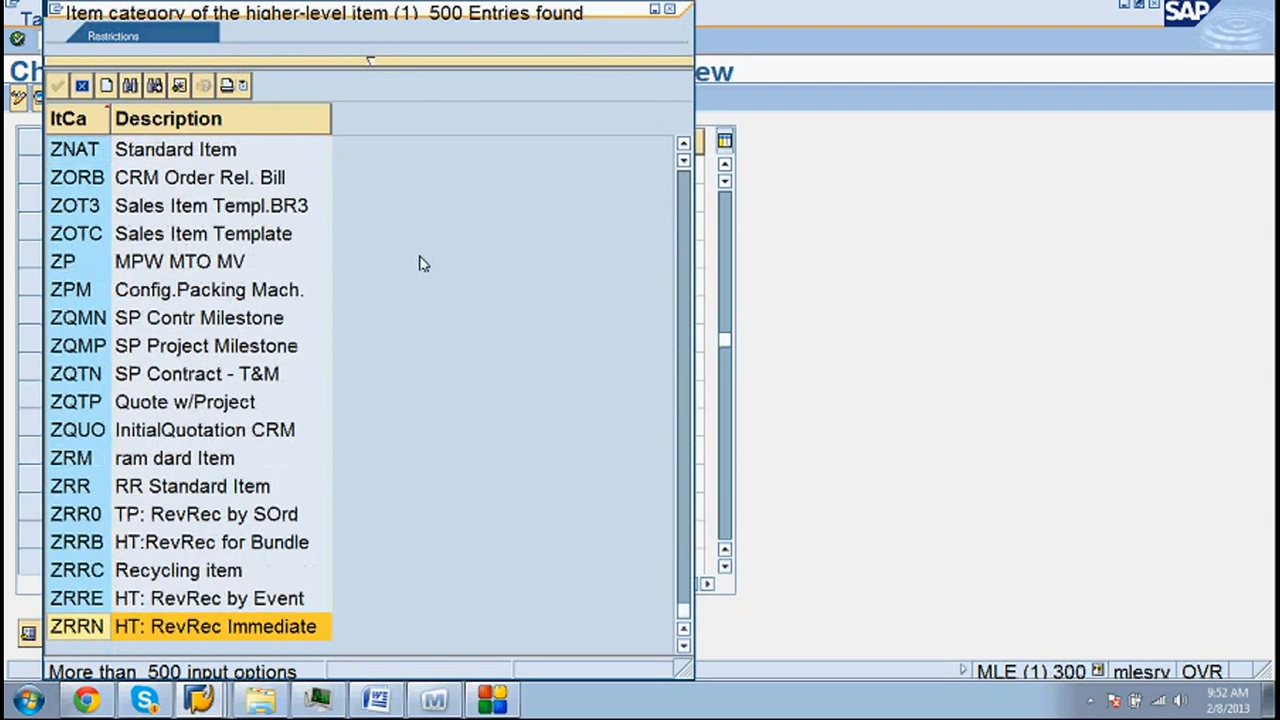 Item category of the higher-level item (1) 500 Entries found
Ta
SAP
Restrictions
Ch
ew
ItCa Description
ZNAT Standard Item
ZORB CRM Order Rel. Bill
ZOT3 Sales Item Templ.BR3
ZOTC Sales Item Template
ZP MPW MTO MV
ZPM Config.Packing Mach.
ZQMN SP Contr Milestone
ZQMP SP Project Milestone
ZQTN SP Contract - T&M
ZQTP Quote w/Project
ZQUO InitialQuotation CRM
ZRM ram dard Item
ZRR RR Standard Item
ZRR0 TP: RevRec by SOrd
ZRRB HT:RevRec for Bundle
ZRRC Recycling item
ZRRE HT: RevRec by Event
ZRRN HT: RevRec Immediate
More than 500 input options
MLE (1) 300 mlesrv OVR
9:52 AM
2/8/2013